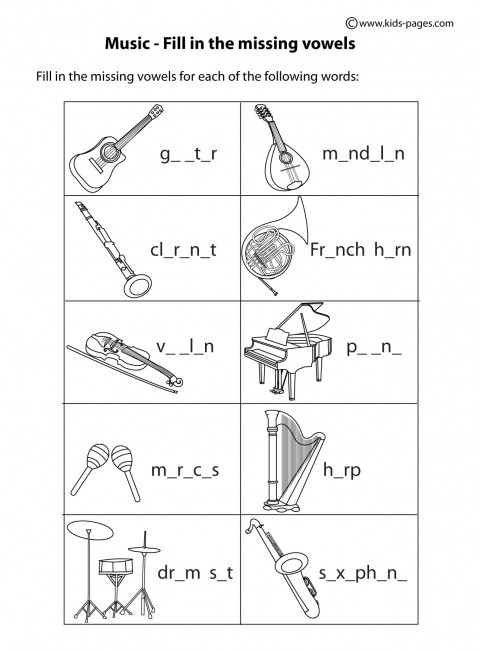 ©www.kids-pages.com
Music - Fill in the missing vowels
Fill in the missing vowels for each of the following words:
g_ _t_r
m_nd_l_n
cl_r_n_t
Fr_nch h_rn
v_ _l_n
p_ _n_
m_r_c_s
h_rp
dr_m s_t
s_x_ph_n_